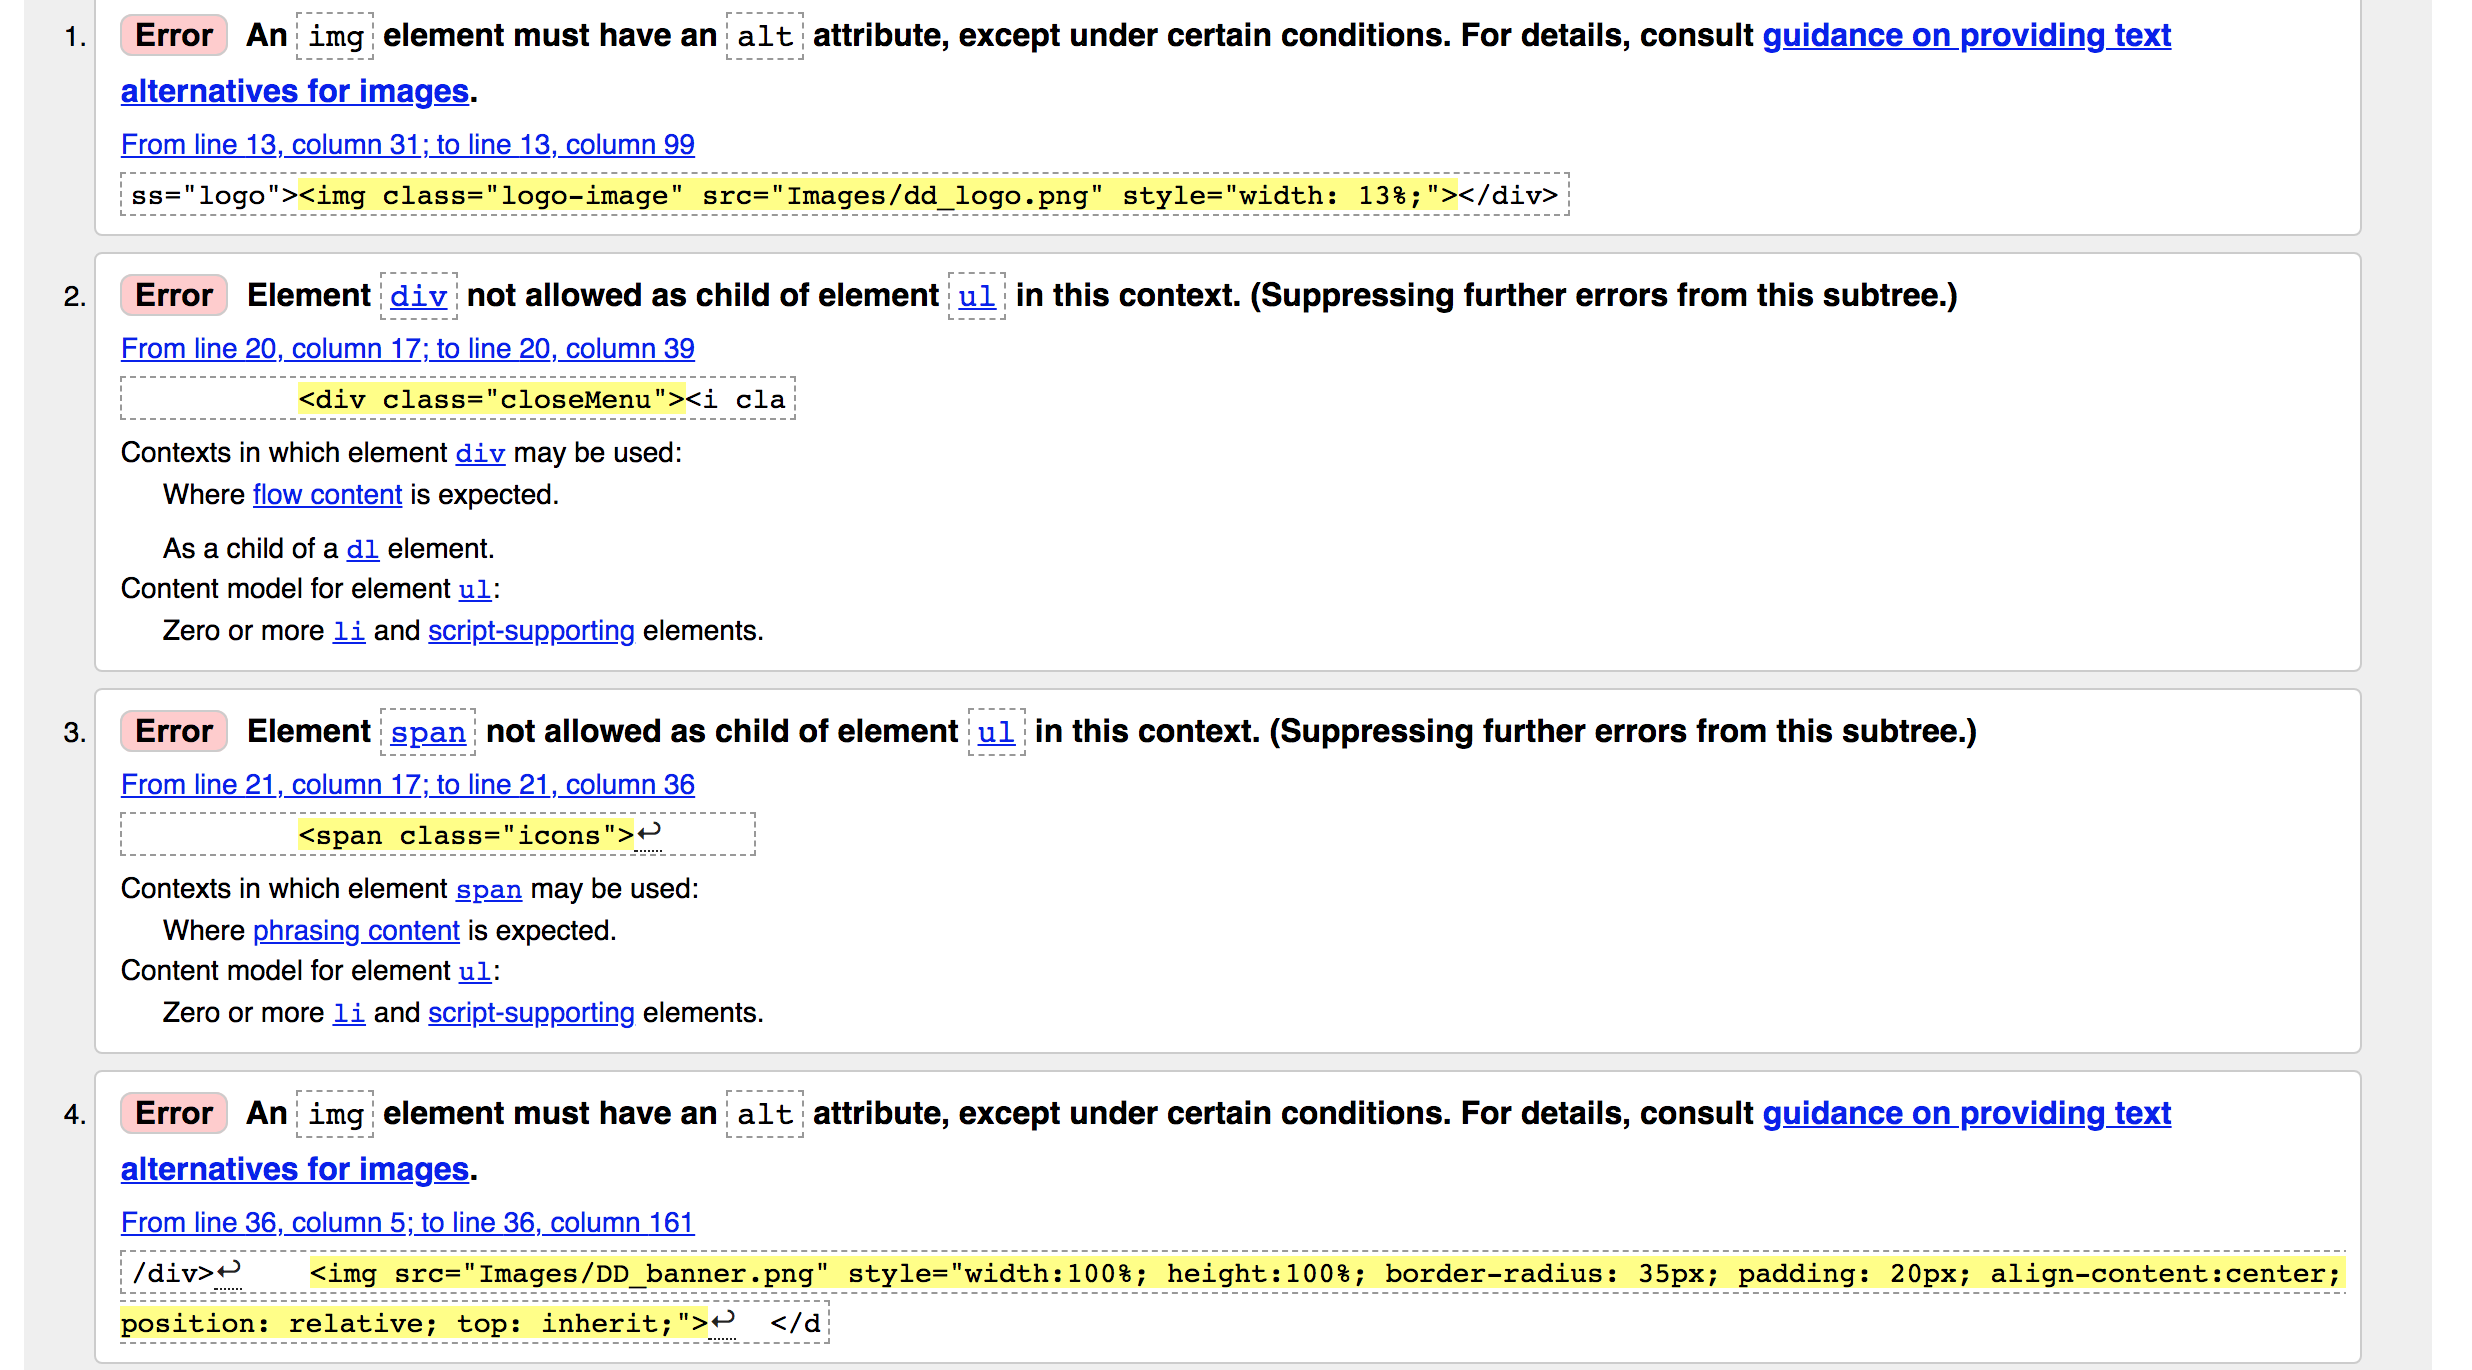 1. Error An img element must have an alt attribute, except under certain conditions. For details, consult guidance on providing text
alternatives for images.
From line 13, column 31; to line 13, column 99
ss="logo"><img class="logo-image" src="Images/dd_logo.png" style="width: 13%;"></div>
2. Error Element div not allowed as child of element ul in this context. (Suppressing further errors from this subtree.)
From line 20, column 17; to line 20, column 39
<div class="closeMenu"><i cla
Contexts in which element div may be used:
Where flow content is expected.
As a child of a dl element.
Content model for element ul:
Zero or more li and script-supporting elements.
3. Error Element span not allowed as child of element ul in this context. (Suppressing further errors from this subtree.)
From line 21, column 17; to line 21, column 36
<span class="icons">↩
Contexts in which element span may be used:
Where phrasing content is expected.
Content model for element ul:
Zero or more li and script-supporting elements.
4. Error An img element must have an alt attribute, except under certain conditions. For details, consult guidance on providing text
alternatives for images.
From line 36, column 5; to line 36, column 161
/div>↩ <img src="Images/DD_banner.png" style="width:100%; height:100%; border-radius: 35px; padding: 20px; align-content:center;
position: relative; top: inherit;">↩ </d